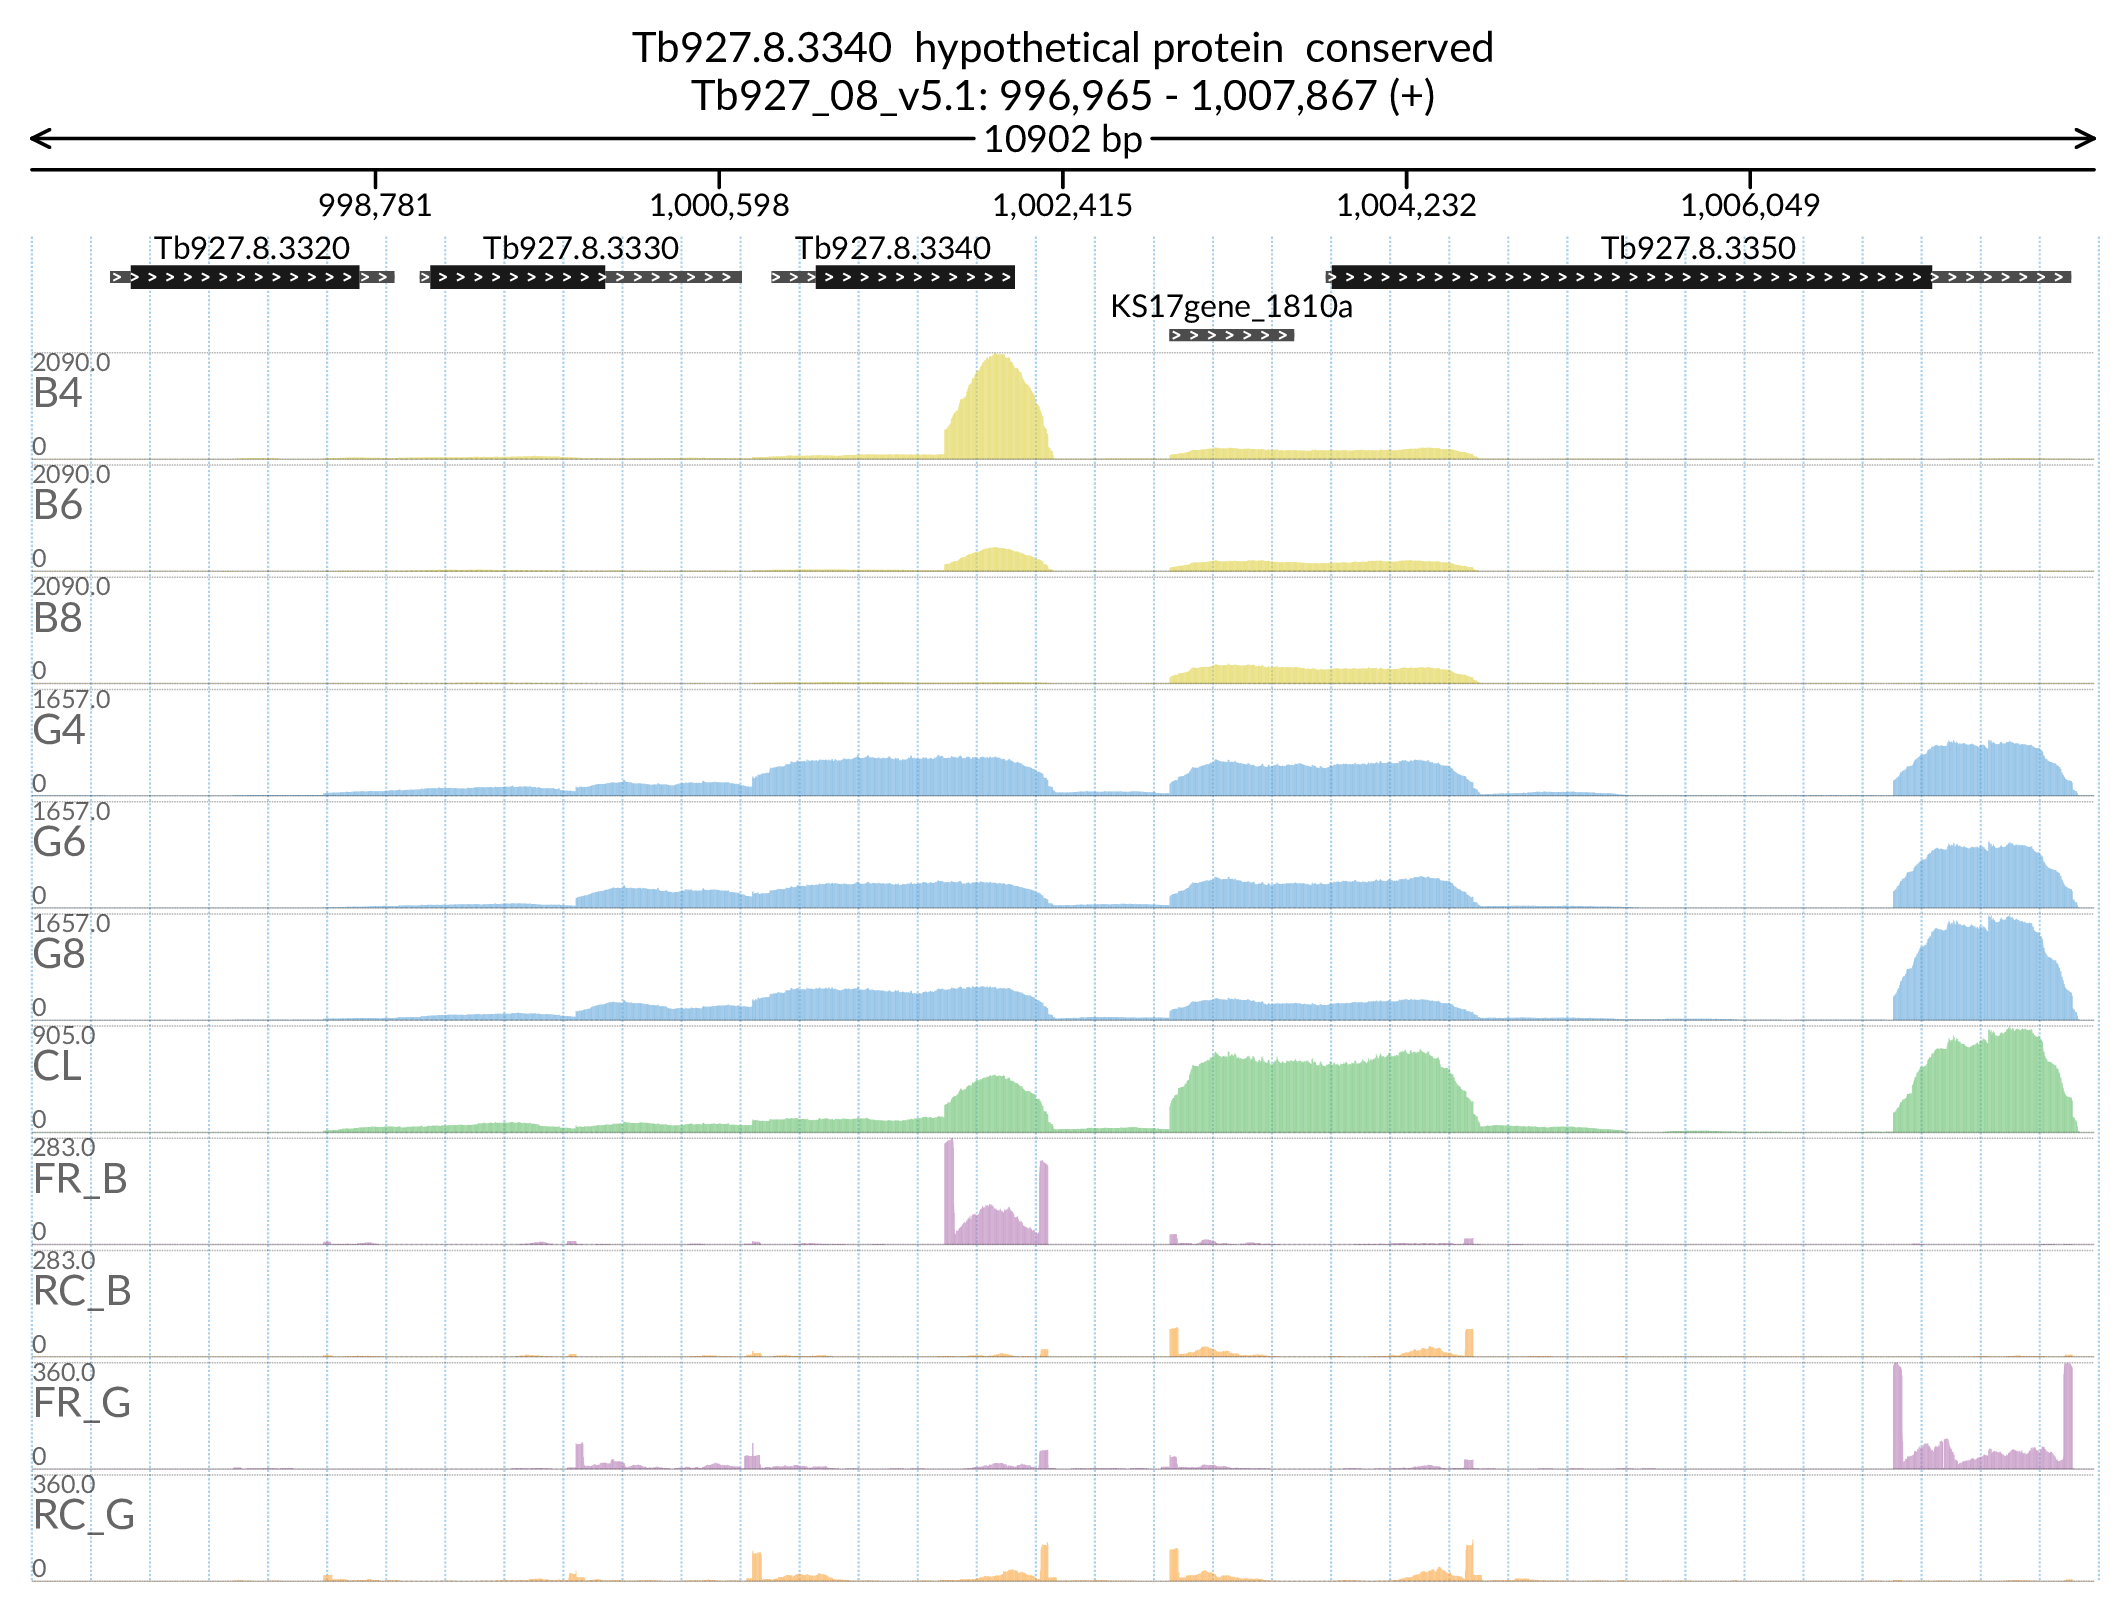 Tb927.8.3340  hypothetical protein  conserved
Tb927_08_v5.1: 996,965 - 1,007,867 (+)
10902 bp
998,781 1,000,598 1,002,415 1,004,232 1,006,049
Tb927.8.3320 Tb927.8.3330 Tb927.8.3340 Tb927.8.3350
KS17gene_1810a
2090.0
B4
0
2090.0
B6
0
2090.0
B8
0
1657.0
G4
0
1657.0
G6
0
1657.0
G8
0
905.0
CL
0
283.0
FR_B
0
283.0
RC_B
0
360.0
FR_G
0
360.0
RC_G
0